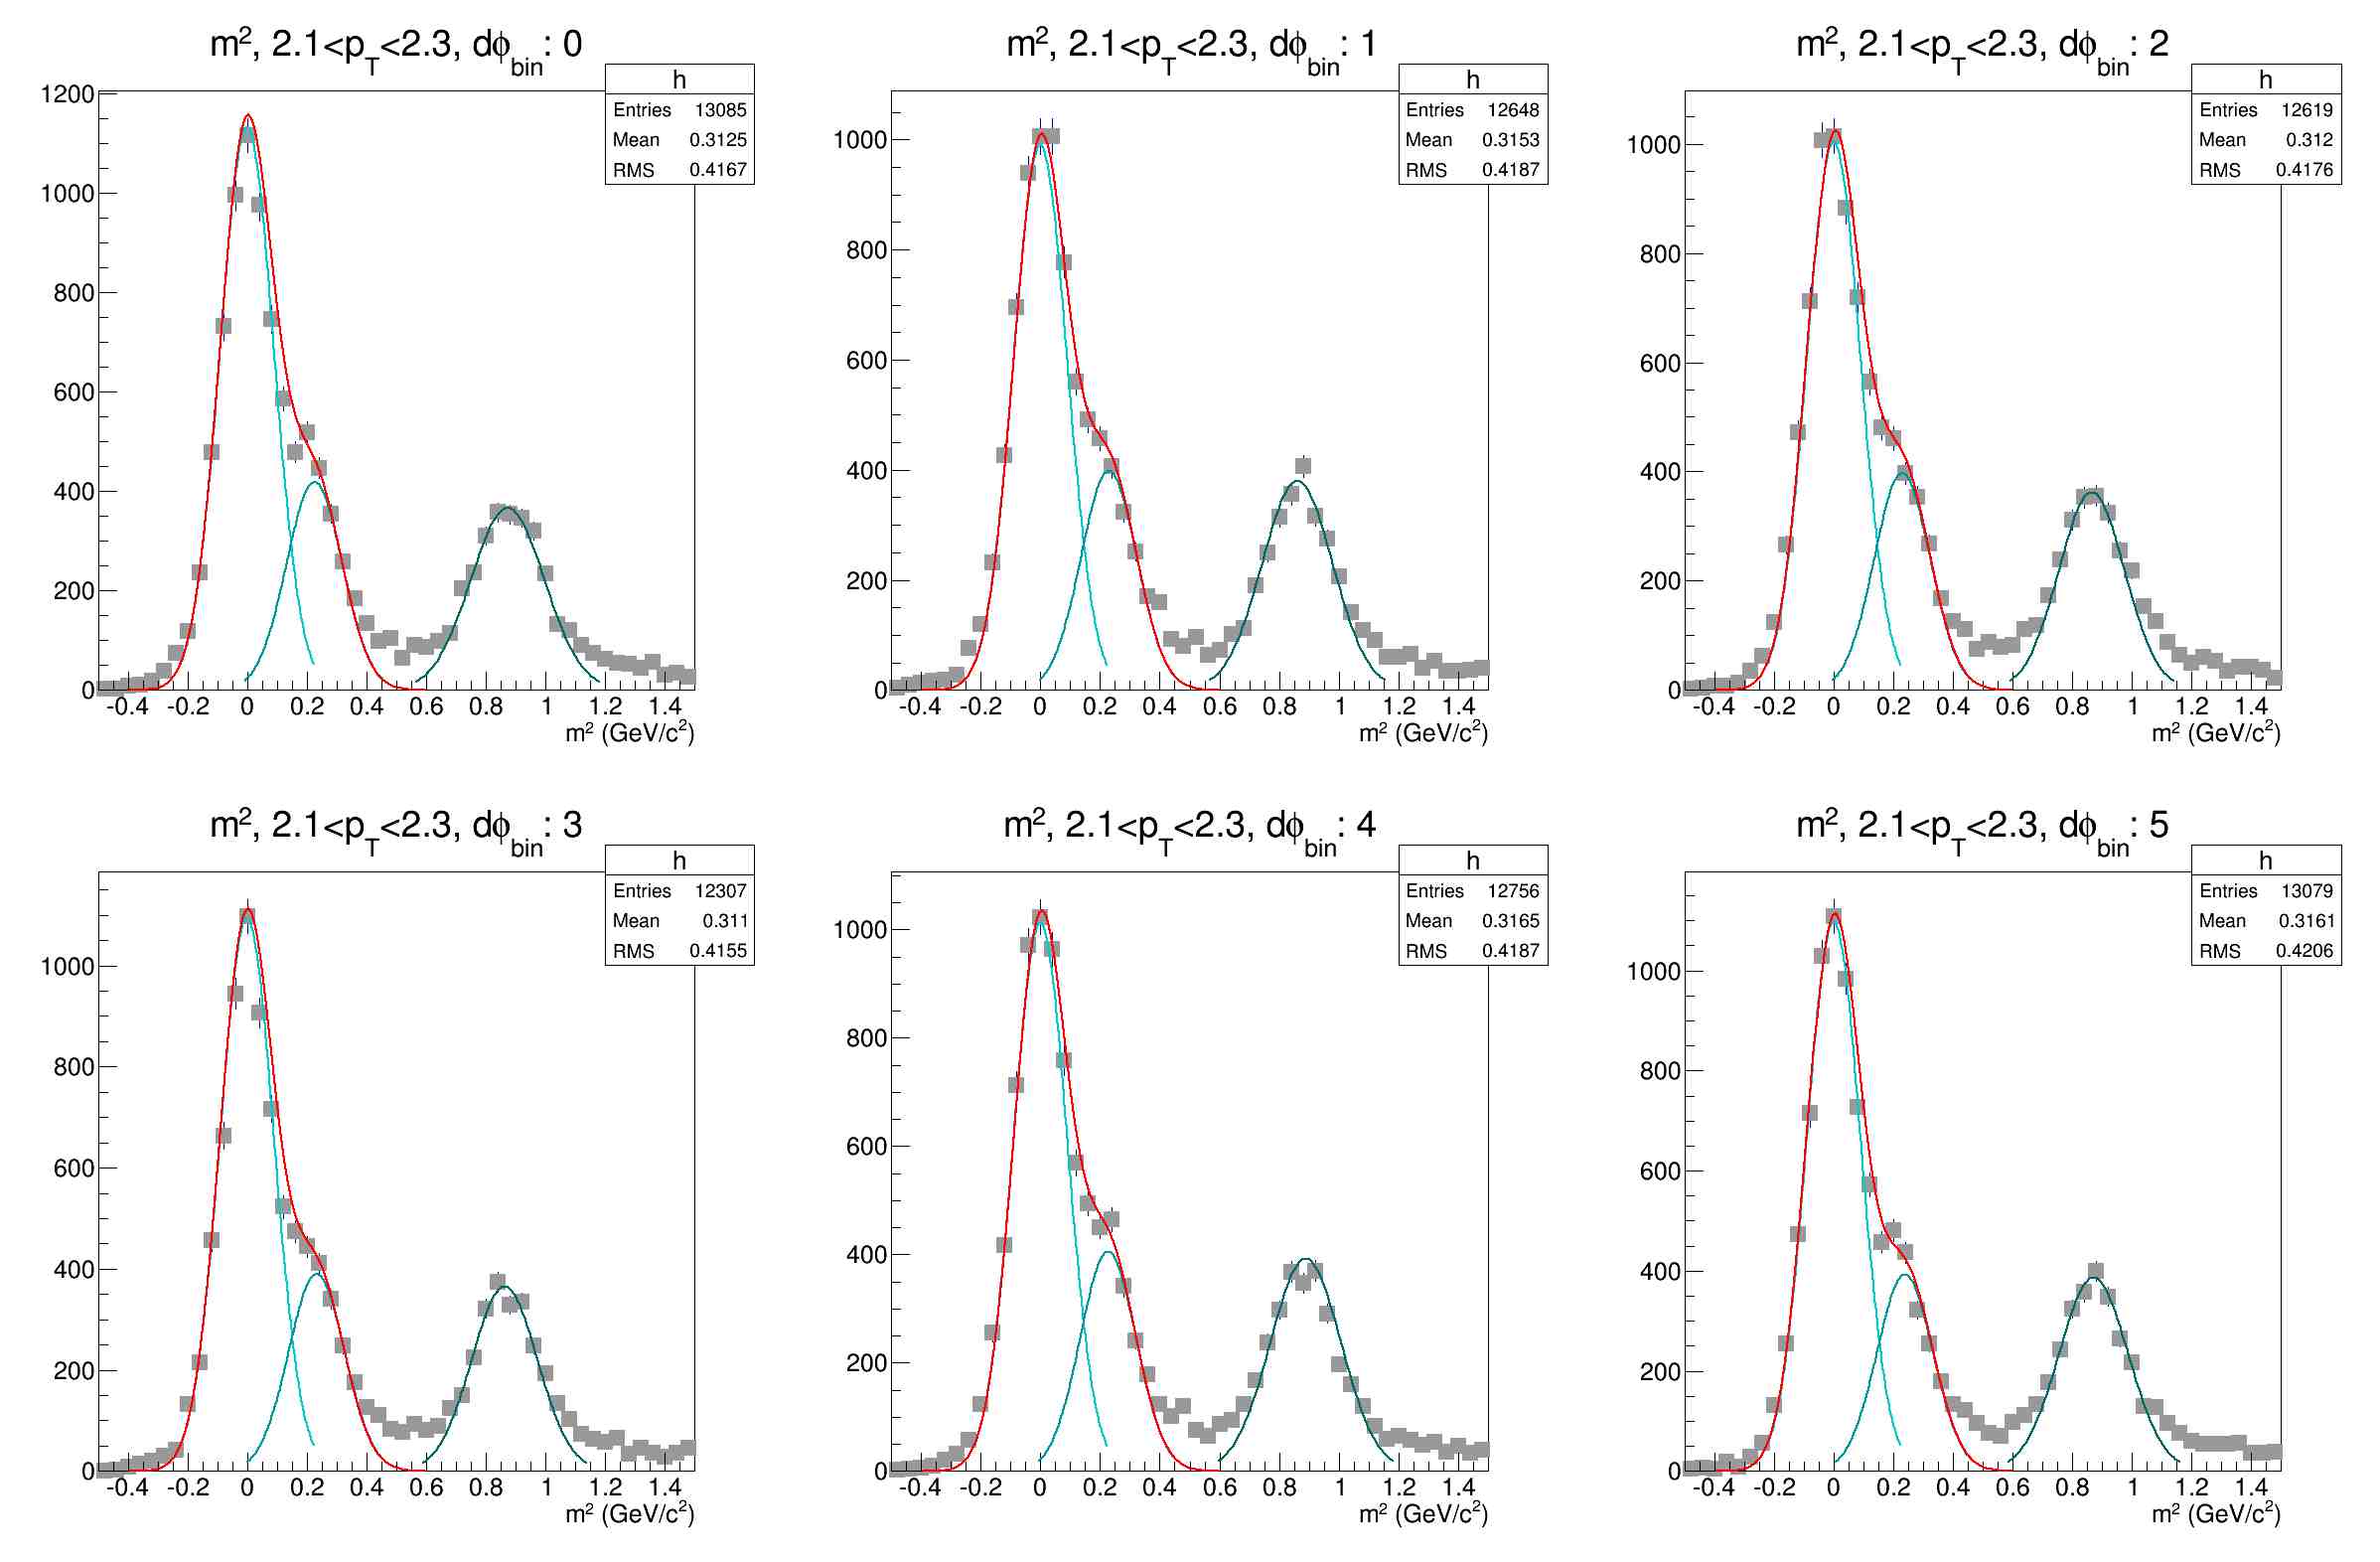 m², 2.1<p_T<2.3, dϕ_bin: 0
h
Entries 13085
Mean 0.3125
RMS 0.4167
1200
1000
800
600
400
200
0
-0.4 -0.2 0 0.2 0.4 0.6 0.8 1 1.2 1.4
m² (GeV/c²)
m², 2.1<p_T<2.3, dϕ_bin: 1
h
Entries 12648
Mean 0.3153
RMS 0.4187
1000
800
600
400
200
0
-0.4 -0.2 0 0.2 0.4 0.6 0.8 1 1.2 1.4
m² (GeV/c²)
m², 2.1<p_T<2.3, dϕ_bin: 2
h
Entries 12619
Mean 0.312
RMS 0.4176
1000
800
600
400
200
0
-0.4 -0.2 0 0.2 0.4 0.6 0.8 1 1.2 1.4
m² (GeV/c²)
m², 2.1<p_T<2.3, dϕ_bin: 3
h
Entries 12307
Mean 0.311
RMS 0.4155
1000
800
600
400
200
0
-0.4 -0.2 0 0.2 0.4 0.6 0.8 1 1.2 1.4
m² (GeV/c²)
m², 2.1<p_T<2.3, dϕ_bin: 4
h
Entries 12756
Mean 0.3165
RMS 0.4187
1000
800
600
400
200
0
-0.4 -0.2 0 0.2 0.4 0.6 0.8 1 1.2 1.4
m² (GeV/c²)
m², 2.1<p_T<2.3, dϕ_bin: 5
h
Entries 13079
Mean 0.3161
RMS 0.4206
1000
800
600
400
200
0
-0.4 -0.2 0 0.2 0.4 0.6 0.8 1 1.2 1.4
m² (GeV/c²)